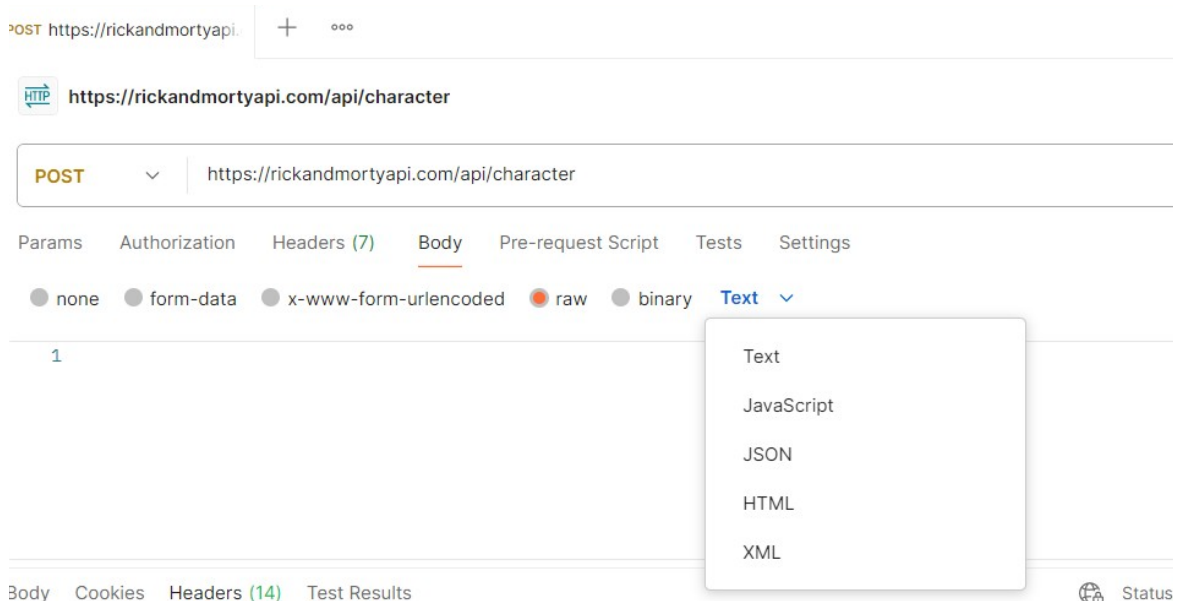 POST https://rickandmortyapi.
HTTP https://rickandmortyapi.com/api/character
POST https://rickandmortyapi.com/api/character
Params Authorization Headers (7) Body Pre-request Script Tests Settings
none form-data x-www-form-urlencoded raw binary Text
1
Text
JavaScript
JSON
HTML
XML
Body Cookies Headers (14) Test Results Status